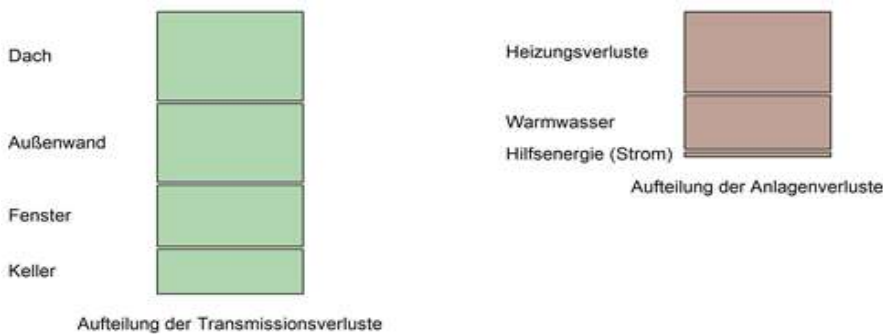 Dach
Außenwand
Fenster
Keller
Aufteilung der Transmissionsverluste
Heizungsverluste
Warmwasser
Hilfsenergie (Strom)
Aufteilung der Anlagenverluste